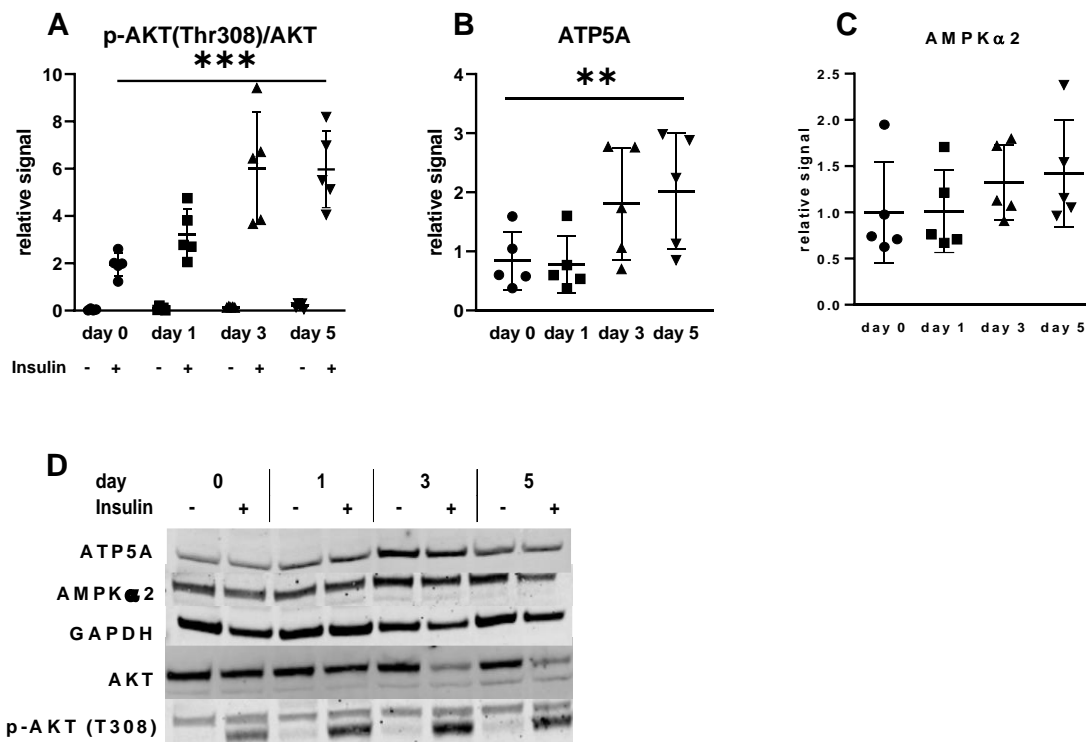 A
p-AKT(Thr308)/AKT
***
relative signal
10
8
6
4
2
0
day 0 day 1 day 3 day 5
Insulin - + - + - + - +
B
ATP5A
**
relative signal
4
3
2
1
0
day 0 day 1 day 3 day 5
C
AMPKα2
relative signal
2.5
2.0
1.5
1.0
0.5
0.0
day 0 day 1 day 3 day 5
D
day 0 1 3 5
Insulin - + - + - + - +
ATP5A
AMPKα2
GAPDH
AKT
p-AKT (T308)